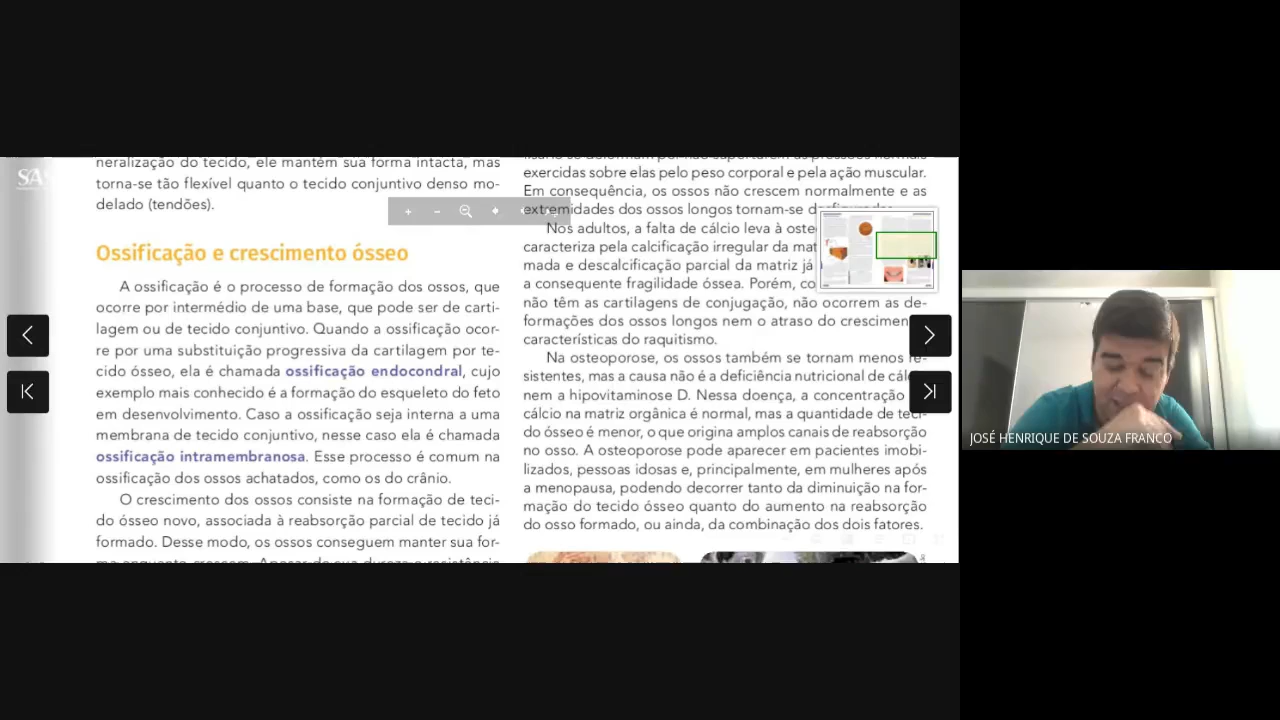 neralização do tecido, ele mantém sua forma intacta, mas
torna-se tão flexível quanto o tecido conjuntivo denso mo-
delado (tendões).
Ossificação e crescimento ósseo
A ossificação é o processo de formação dos ossos, que
ocorre por intermédio de uma base, que pode ser de carti-
lagem ou de tecido conjuntivo. Quando a ossificação ocor-
re por uma substituição progressiva da cartilagem por te-
cido ósseo, ela é chamada ossificação endocondral, cujo
exemplo mais conhecido é a formação do esqueleto do feto
em desenvolvimento. Caso a ossificação seja interna a uma
membrana de tecido conjuntivo, nesse caso ela é chamada
ossificação intramembranosa. Esse processo é comum na
ossificação dos ossos achatados, como os do crânio.
O crescimento dos ossos consiste na formação de teci-
do ósseo novo, associada à reabsorção parcial de tecido já
formado. Desse modo, os ossos conseguem manter sua for-
exercidas sobre elas pelo peso corporal e pela ação muscular.
Em consequência, os ossos não crescem normalmente e as
extremidades dos ossos longos tornam-se
Nos adultos, a falta de cálcio leva à
caracteriza pela calcificação irregular da
mada e descalcificação parcial da matriz já
a consequente fragilidade óssea. Porém,
não têm as cartilagens de conjugação, não ocorrem as de-
formações dos ossos longos nem o atraso do
características do raquitismo.
Na osteoporose, os ossos também se tornam menos re-
sistentes, mas a causa não é a deficiência nutricional de
nem a hipovitaminose D. Nessa doença, a concentração
cálcio na matriz orgânica é normal, mas a quantidade de teci-
do ósseo é menor, o que origina amplos canais de reabsorção
no osso. A osteoporose pode aparecer em pacientes imobi-
lizados, pessoas idosas e, principalmente, em mulheres após
a menopausa, podendo decorrer tanto da diminuição na for-
mação do tecido ósseo quanto do aumento na reabsorção
do osso formado, ou ainda, da combinação dos dois fatores.
JOSÉ HENRIQUE DE SOUZA FRANCO